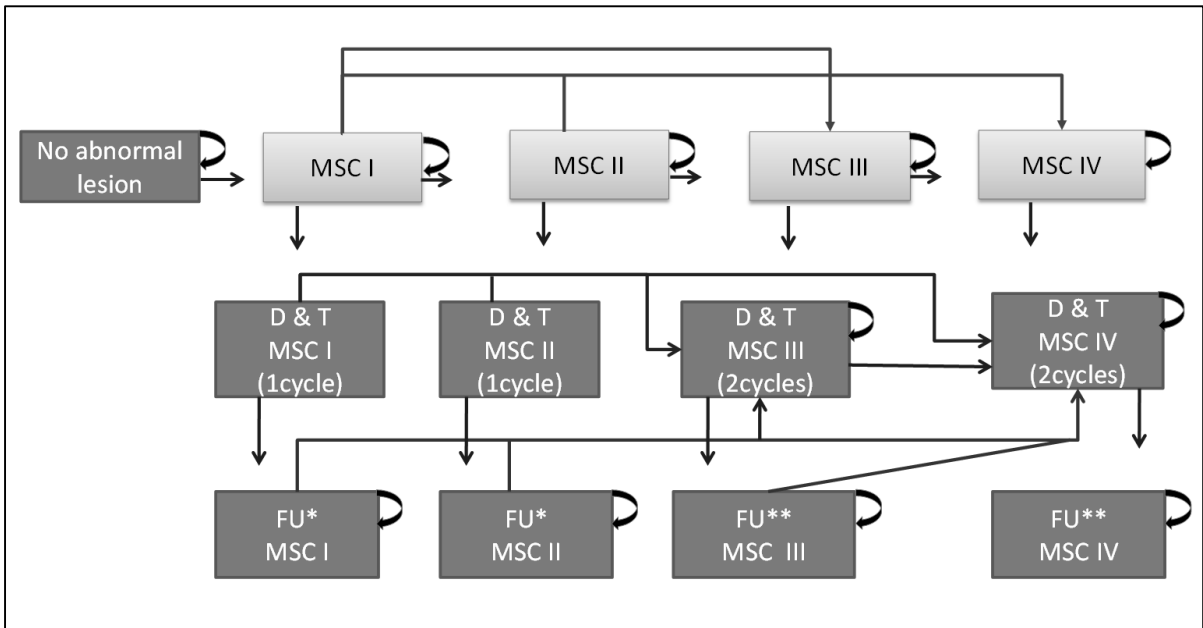 No abnormal
lesion
MSC I
MSC II
MSC III
MSC IV
D & T
MSC I
(1cycle)
D & T
MSC II
(1cycle)
D & T
MSC III
(2cycles)
D & T
MSC IV
(2cycles)
FU*
MSC I
FU*
MSC II
FU**
MSC III
FU**
MSC IV